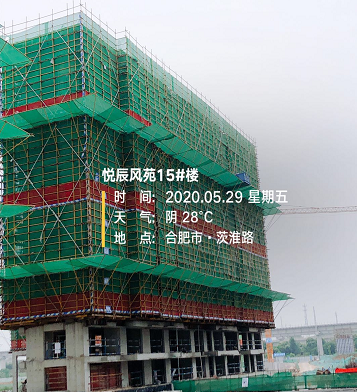 悦辰风苑15#楼
时 间: 2020.05.29 星期五
天 气: 阴 28℃
地 点: 合肥市·茨淮路